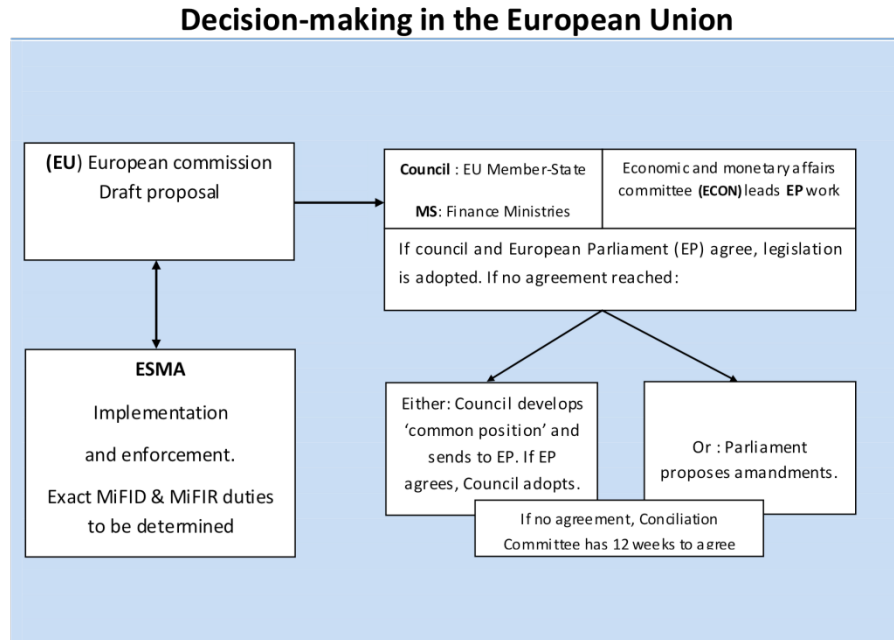 Decision-making in the European Union
(EU) European commission
Draft proposal
Council : EU Member-State
MS: Finance Ministries
Economic and monetary affairs
committee (ECON) leads EP work
If council and European Parliament (EP) agree, legislation
is adopted. If no agreement reached:
ESMA
Implementation
and enforcement.
Exact MiFID & MiFIR duties
to be determined
Either: Council develops
‘common position’ and
sends to EP. If EP
agrees, Council adopts.
Or : Parliament
proposes amandments.
If no agreement, Conciliation
Committee has 12 weeks to agree